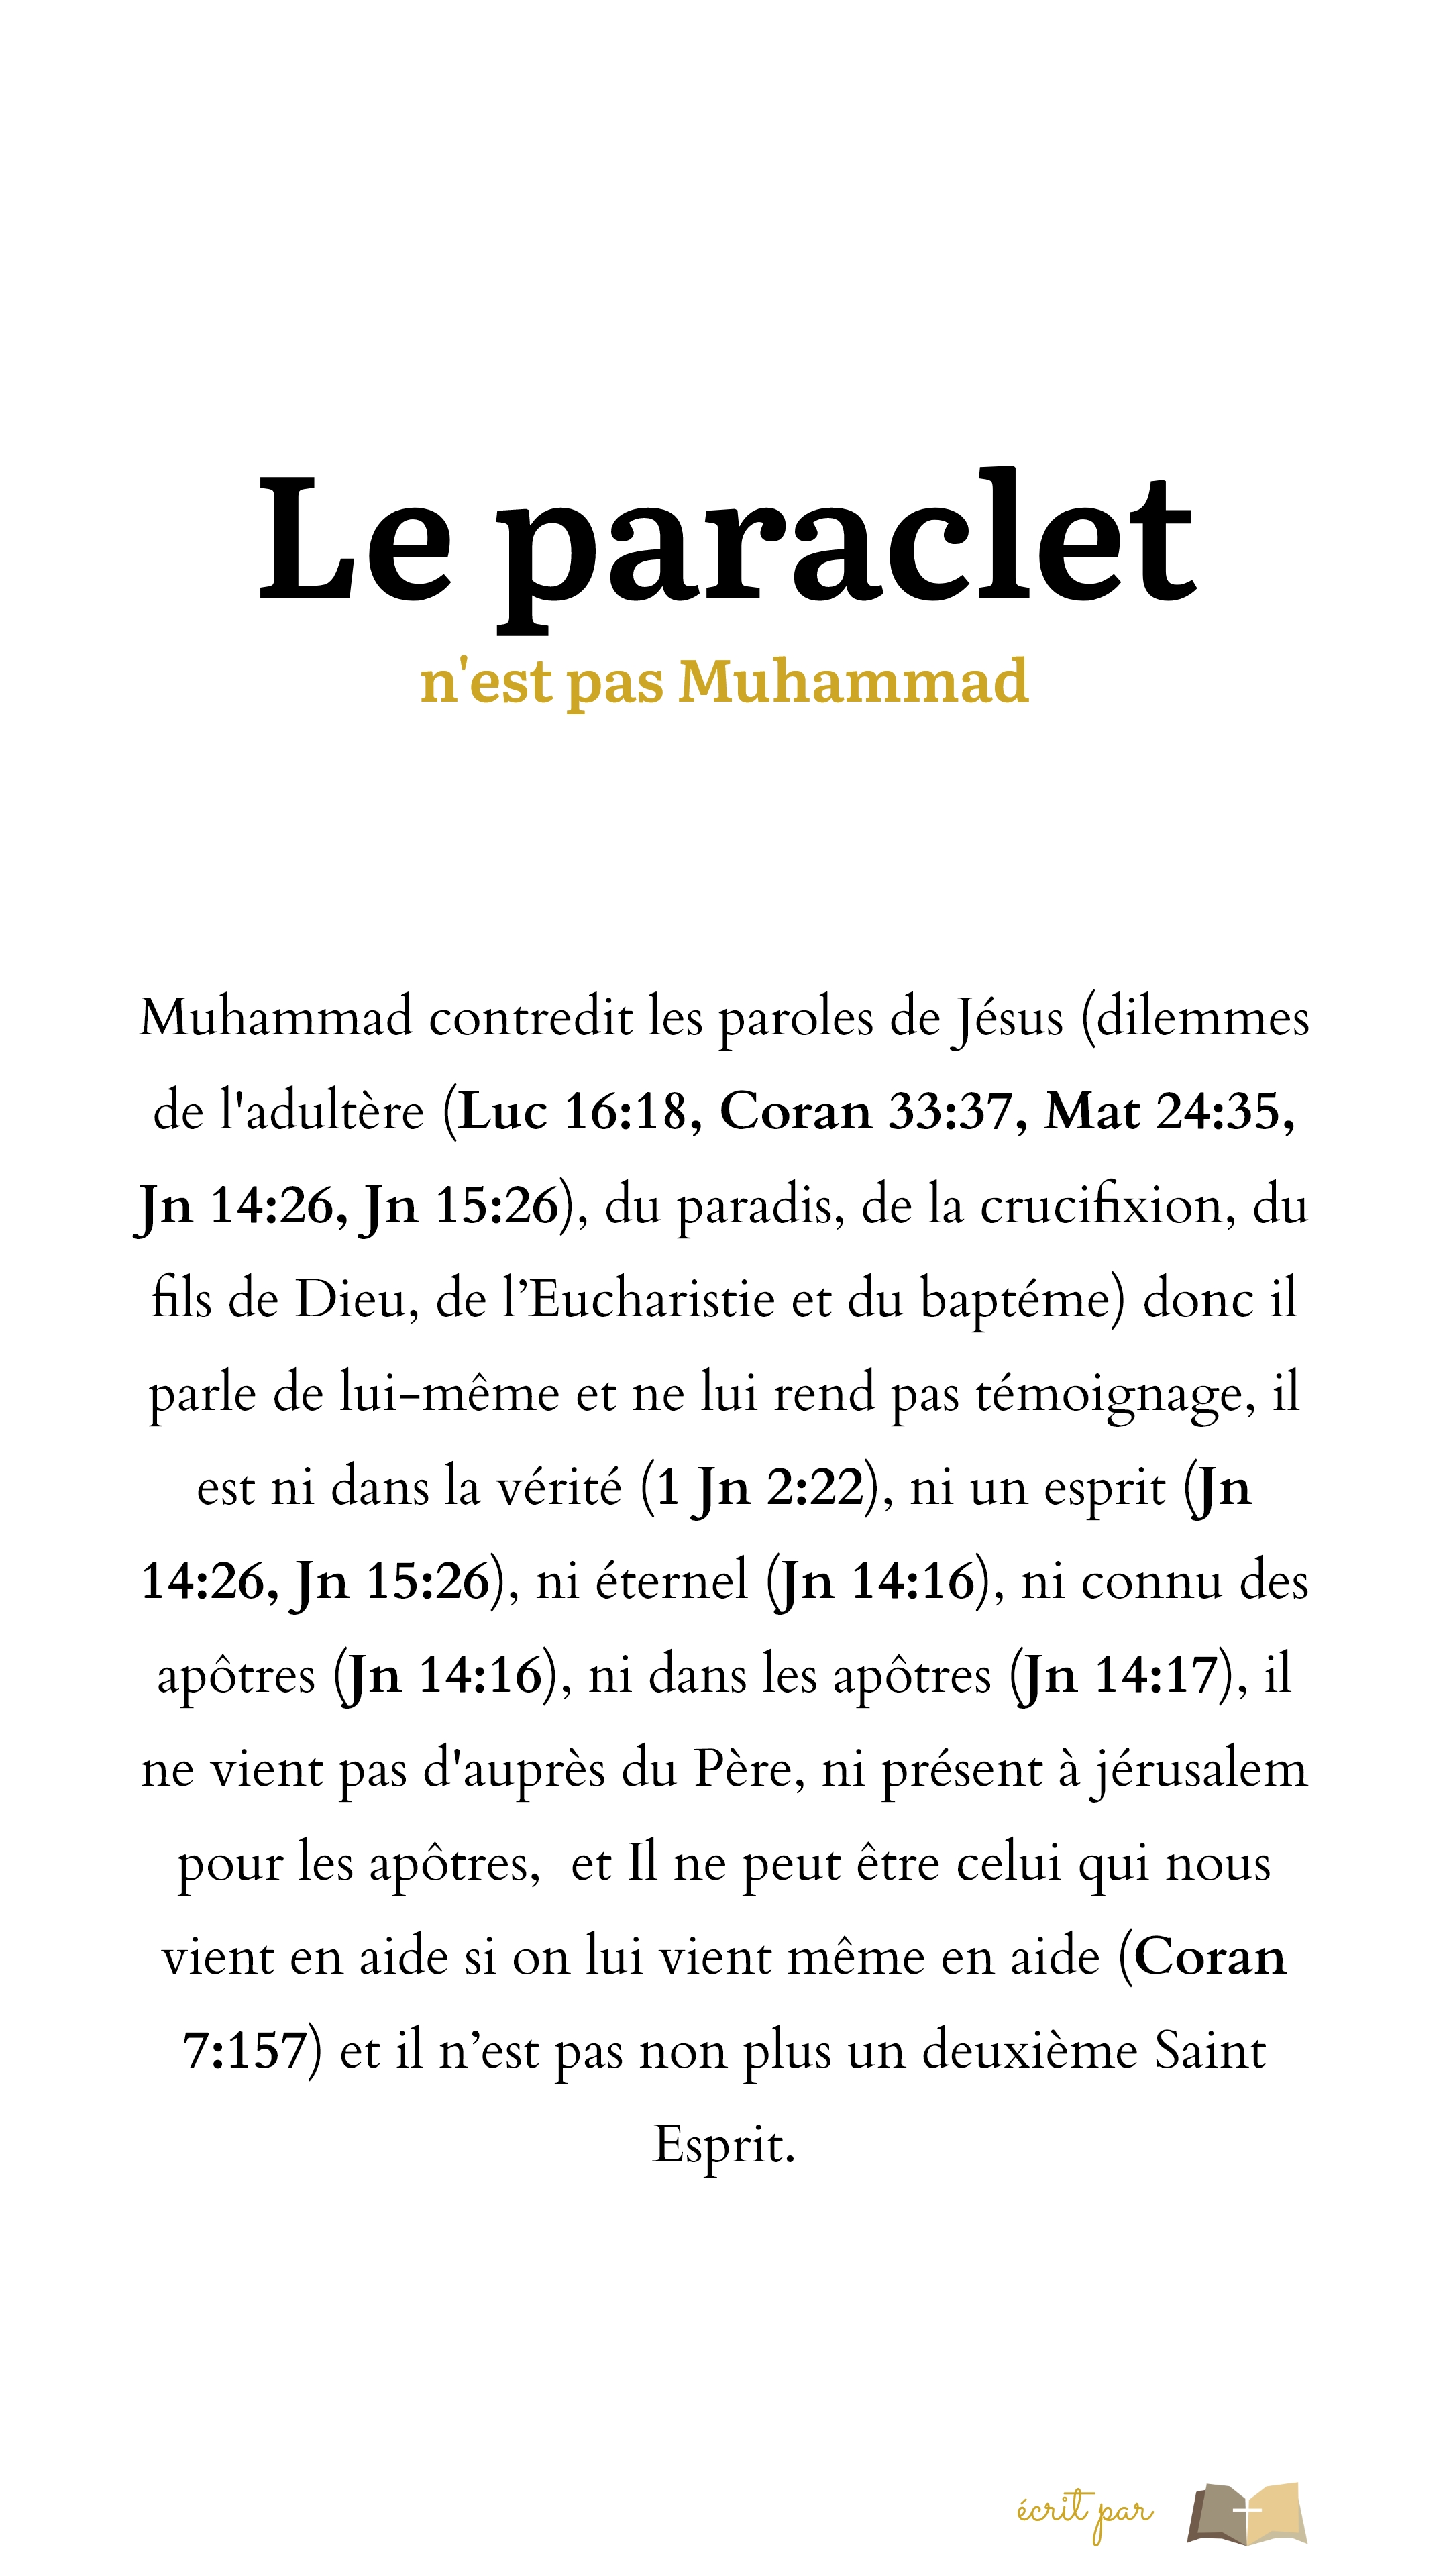 Le paraclet
n'est pas Muhammad
Muhammad contredit les paroles de Jésus (dilemmes
de l'adultère (Luc 16:18, Coran 33:37, Mat 24:35,
Jn 14:26, Jn 15:26), du paradis, de la crucifixion, du
fils de Dieu, de l’Eucharistie et du baptéme) donc il
parle de lui-même et ne lui rend pas témoignage, il
est ni dans la vérité (1 Jn 2:22), ni un esprit (Jn
14:26, Jn 15:26), ni éternel (Jn 14:16), ni connu des
apôtres (Jn 14:16), ni dans les apôtres (Jn 14:17), il
ne vient pas d'auprès du Père, ni présent à jérusalem
pour les apôtres,  et Il ne peut être celui qui nous
vient en aide si on lui vient même en aide (Coran
7:157) et il n’est pas non plus un deuxième Saint
Esprit.
écrit par